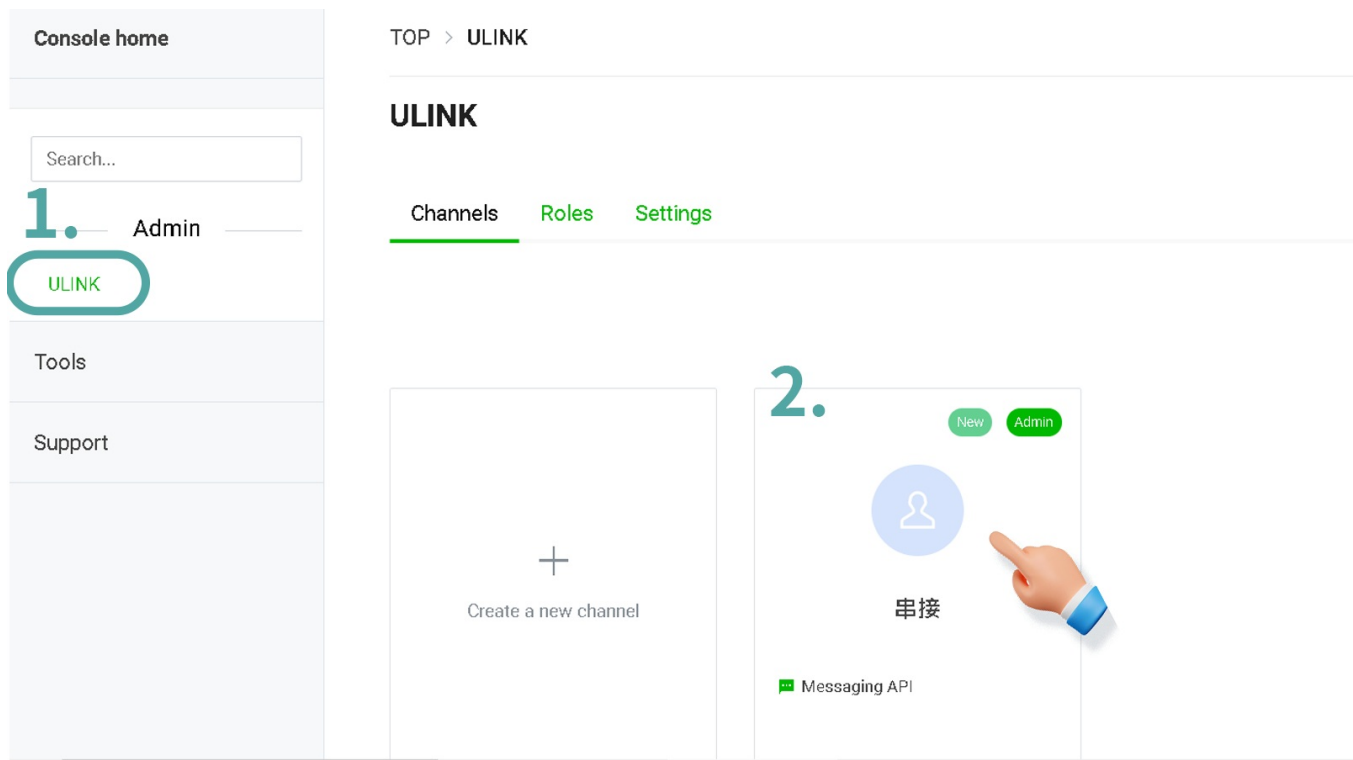 Console home
TOP > ULINK
ULINK
Search...
1.
Admin
Channels Roles Settings
ULINK
Tools
2.
New Admin
Support
Create a new channel
串接
Messaging API